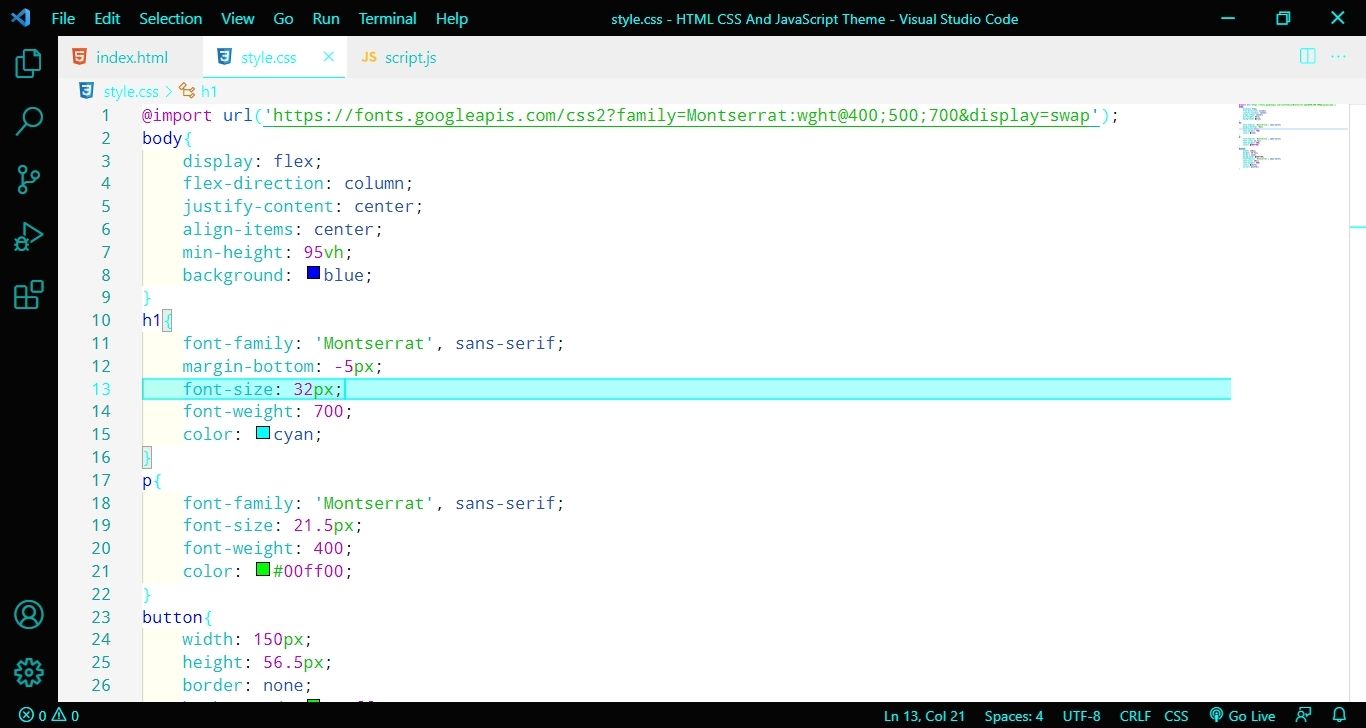 File Edit Selection View Go Run Terminal Help style.css - HTML CSS And JavaScript Theme - Visual Studio Code
index.html style.css JS script.js
style.css > h1
1 @import url('https://fonts.googleapis.com/css2?family=Montserrat:wght@400;500;700&display=swap');
2 body{
3 display: flex;
4 flex-direction: column;
5 justify-content: center;
6 align-items: center;
7 min-height: 95vh;
8 background: blue;
9 }
10 h1{
11 font-family: 'Montserrat', sans-serif;
12 margin-bottom: -5px;
13 font-size: 32px;
14 font-weight: 700;
15 color: cyan;
16 }
17 p{
18 font-family: 'Montserrat', sans-serif;
19 font-size: 21.5px;
20 font-weight: 400;
21 color: #00ff00;
22 }
23 button{
24 width: 150px;
25 height: 56.5px;
26 border: none;
0 0 Ln 13, Col 21 Spaces: 4 UTF-8 CRLF CSS Go Live